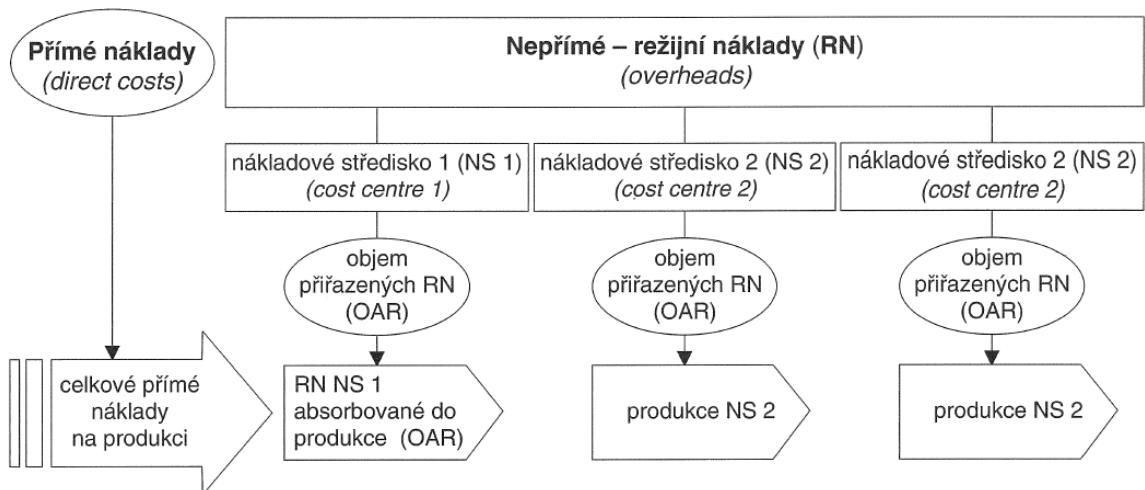 Přímé náklady
(direct costs)
Nepřímé – režijní náklady (RN)
(overheads)
nákladové středisko 1 (NS 1)
(cost centre 1)
nákladové středisko 2 (NS 2)
(cost centre 2)
nákladové středisko 2 (NS 2)
(cost centre 2)
objem
přiřazených RN
(OAR)
objem
přiřazených RN
(OAR)
objem
přiřazených RN
(OAR)
celkové přímé
náklady
na produkci
RN NS 1
absorbované do
produkce (OAR)
produkce NS 2
produkce NS 2